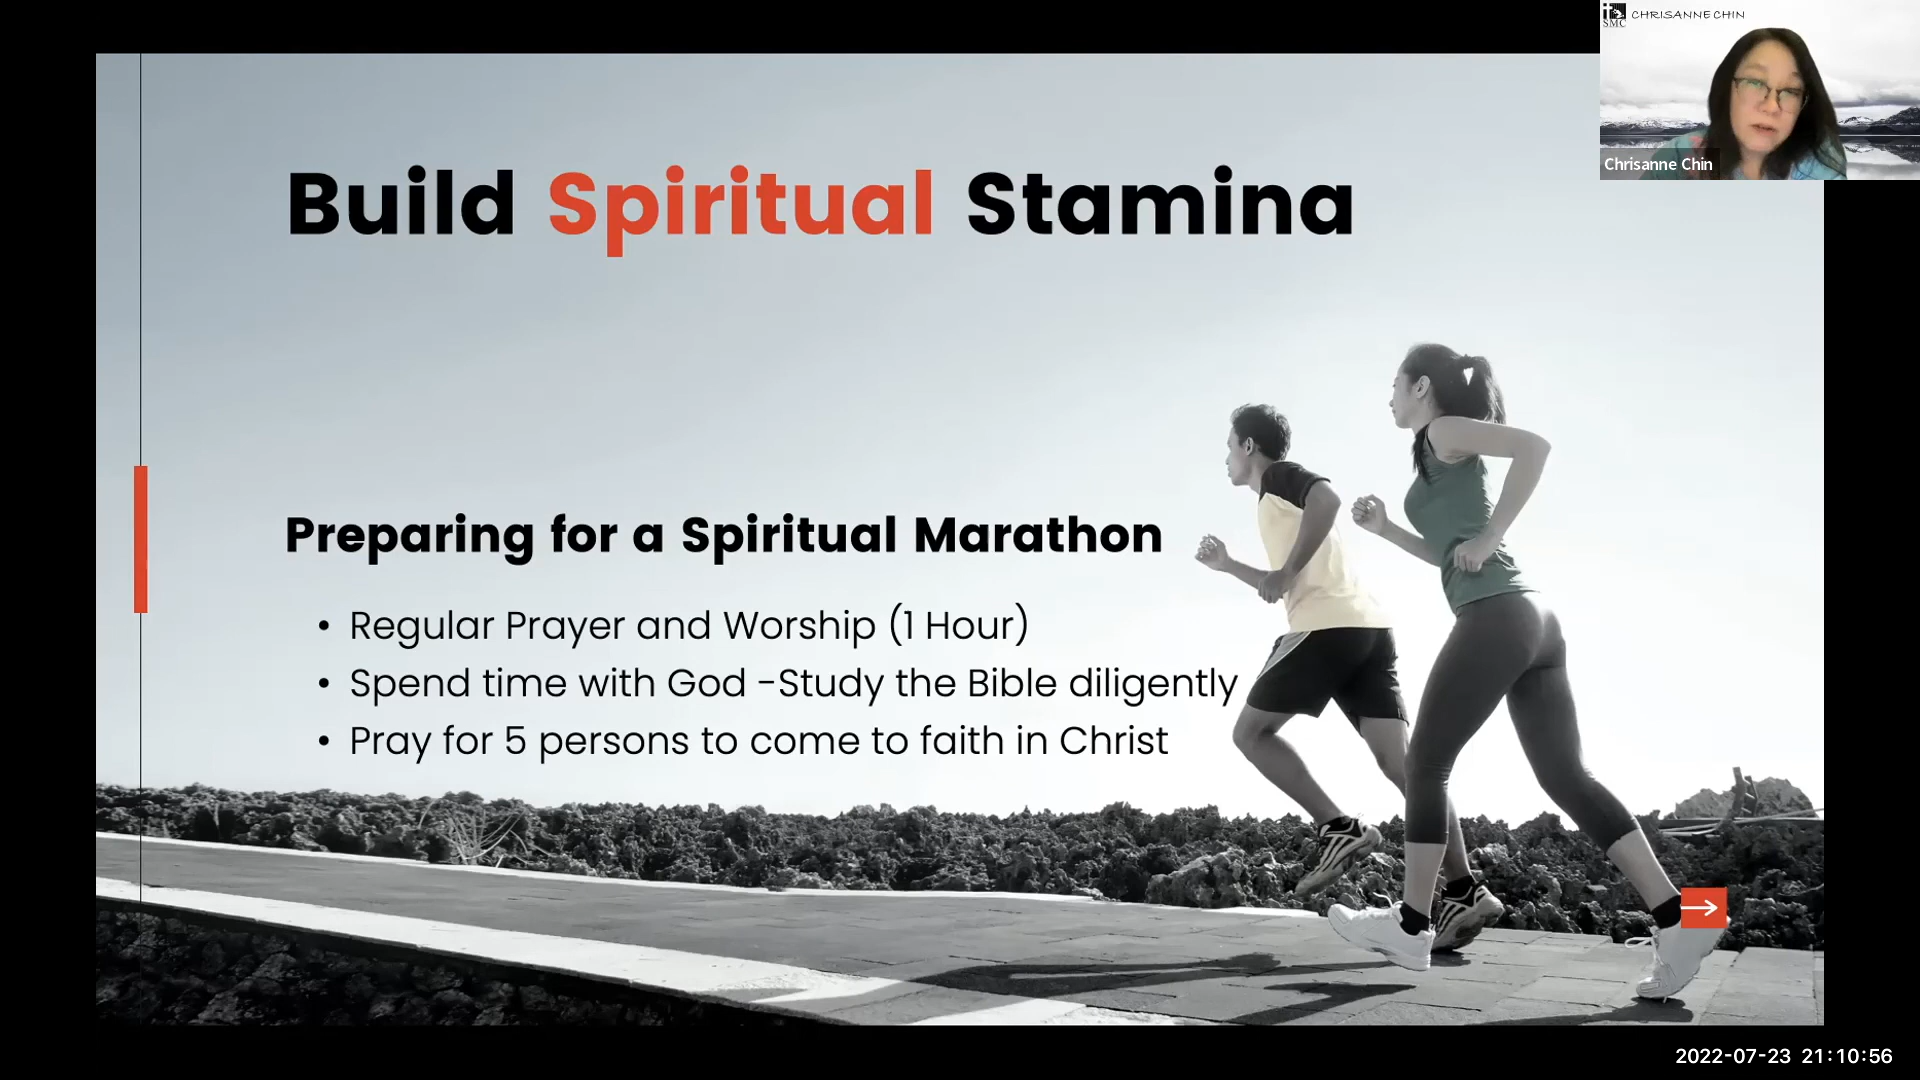 SMC
CHRISANNE CHIN
Chrisanne Chin
Build Spiritual Stamina
Preparing for a Spiritual Marathon
• Regular Prayer and Worship (1 Hour)
• Spend time with God -Study the Bible diligently
• Pray for 5 persons to come to faith in Christ
2022-07-23 21:10:56